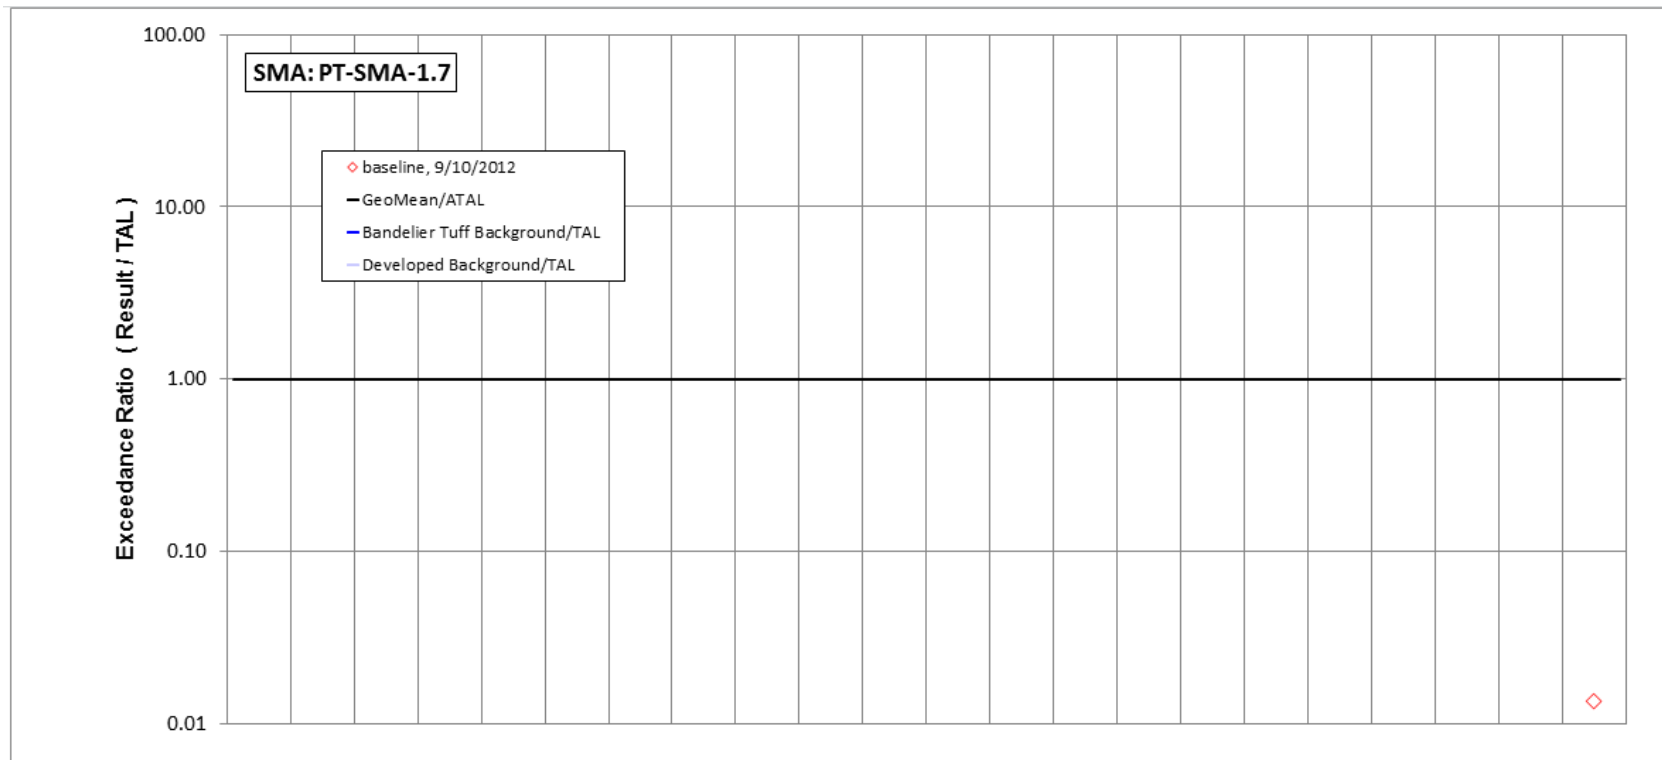 100.00
SMA: PT-SMA-1.7
baseline, 9/10/2012
GeoMean/ATAL
Bandelier Tuff Background/TAL
Developed Background/TAL
10.00
1.00
0.10
0.01
Exceedance Ratio ( Result / TAL )